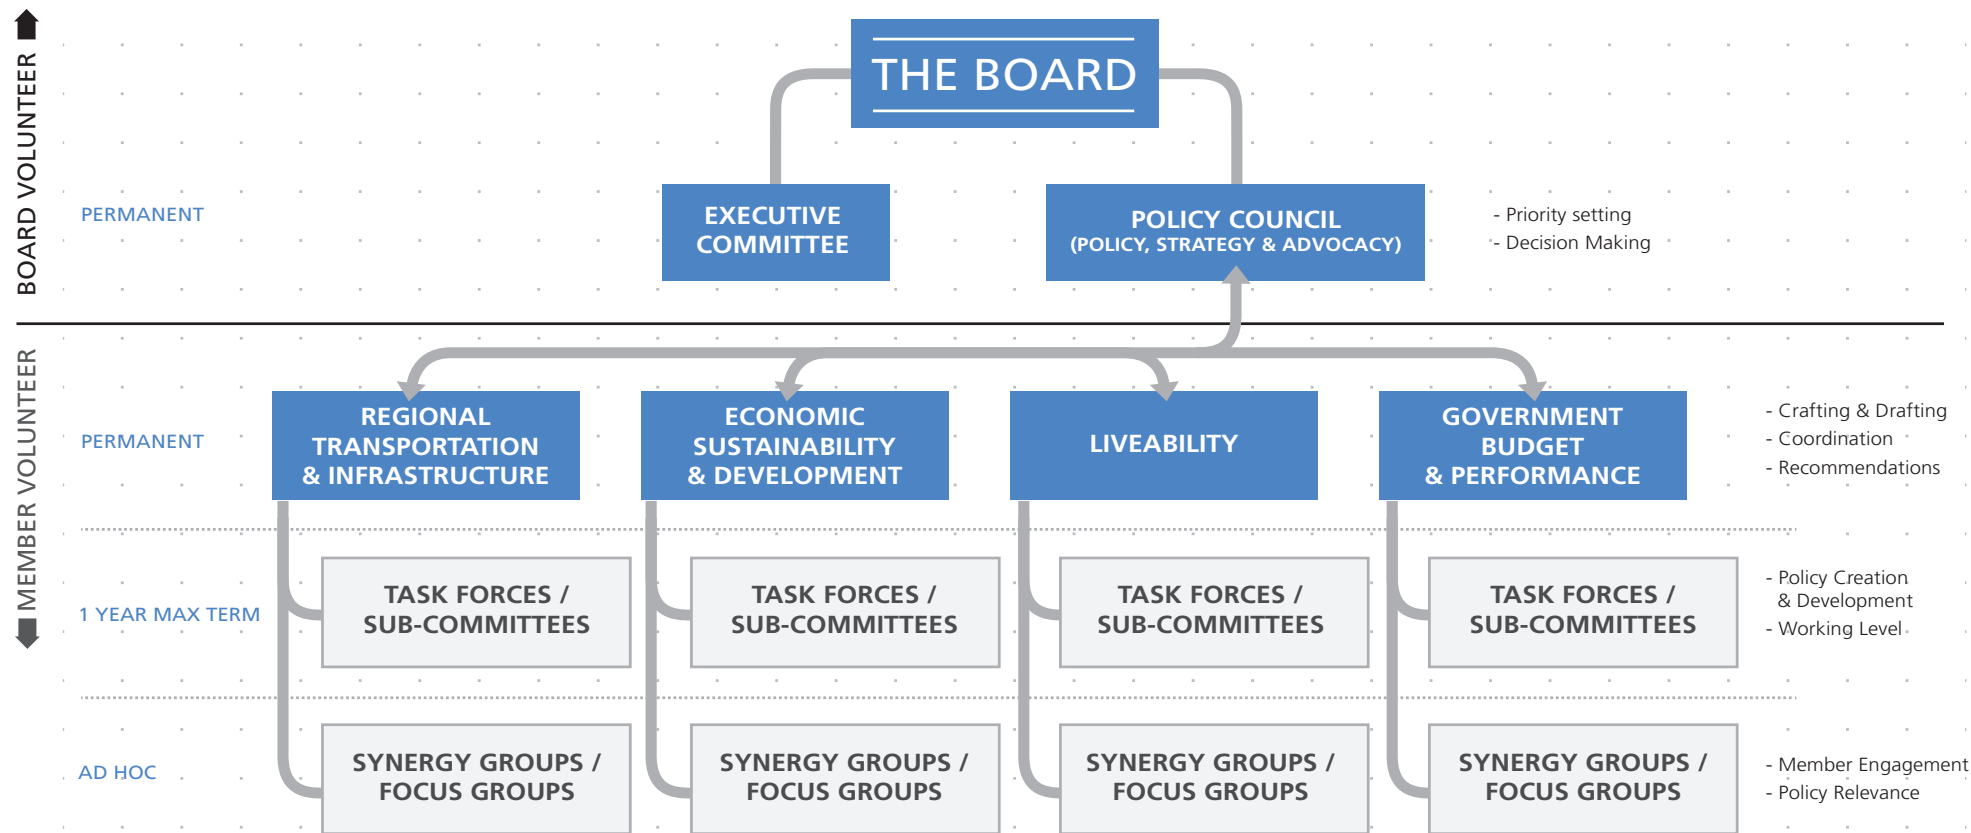 BOARD VOLUNTEER
THE BOARD
PERMANENT
EXECUTIVE
COMMITTEE
POLICY COUNCIL
(POLICY, STRATEGY & ADVOCACY)
- Priority setting
- Decision Making
MEMBER VOLUNTEER
PERMANENT
REGIONAL
TRANSPORTATION
& INFRASTRUCTURE
ECONOMIC
SUSTAINABILITY
& DEVELOPMENT
LIVEABILITY
GOVERNMENT
BUDGET
& PERFORMANCE
- Crafting & Drafting
- Coordination
- Recommendations
1 YEAR MAX TERM
TASK FORCES /
SUB-COMMITTEES
TASK FORCES /
SUB-COMMITTEES
TASK FORCES /
SUB-COMMITTEES
TASK FORCES /
SUB-COMMITTEES
- Policy Creation
& Development
- Working Level
AD HOC
SYNERGY GROUPS /
FOCUS GROUPS
SYNERGY GROUPS /
FOCUS GROUPS
SYNERGY GROUPS /
FOCUS GROUPS
SYNERGY GROUPS /
FOCUS GROUPS
- Member Engagement
- Policy Relevance